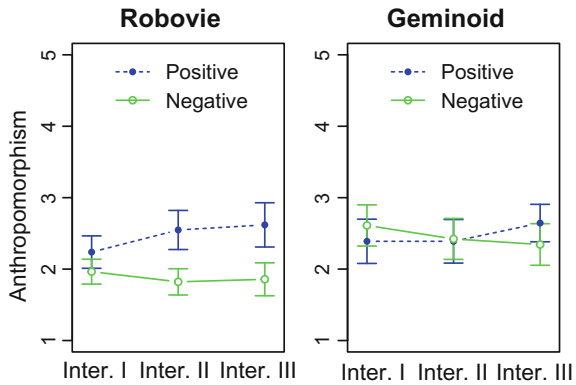 Robovie
Geminoid
Anthropomorphism
5
4
3
2
1
Positive
Negative
Inter. I Inter. II Inter. III
5
4
3
2
1
Positive
Negative
Inter. I Inter. II Inter. III